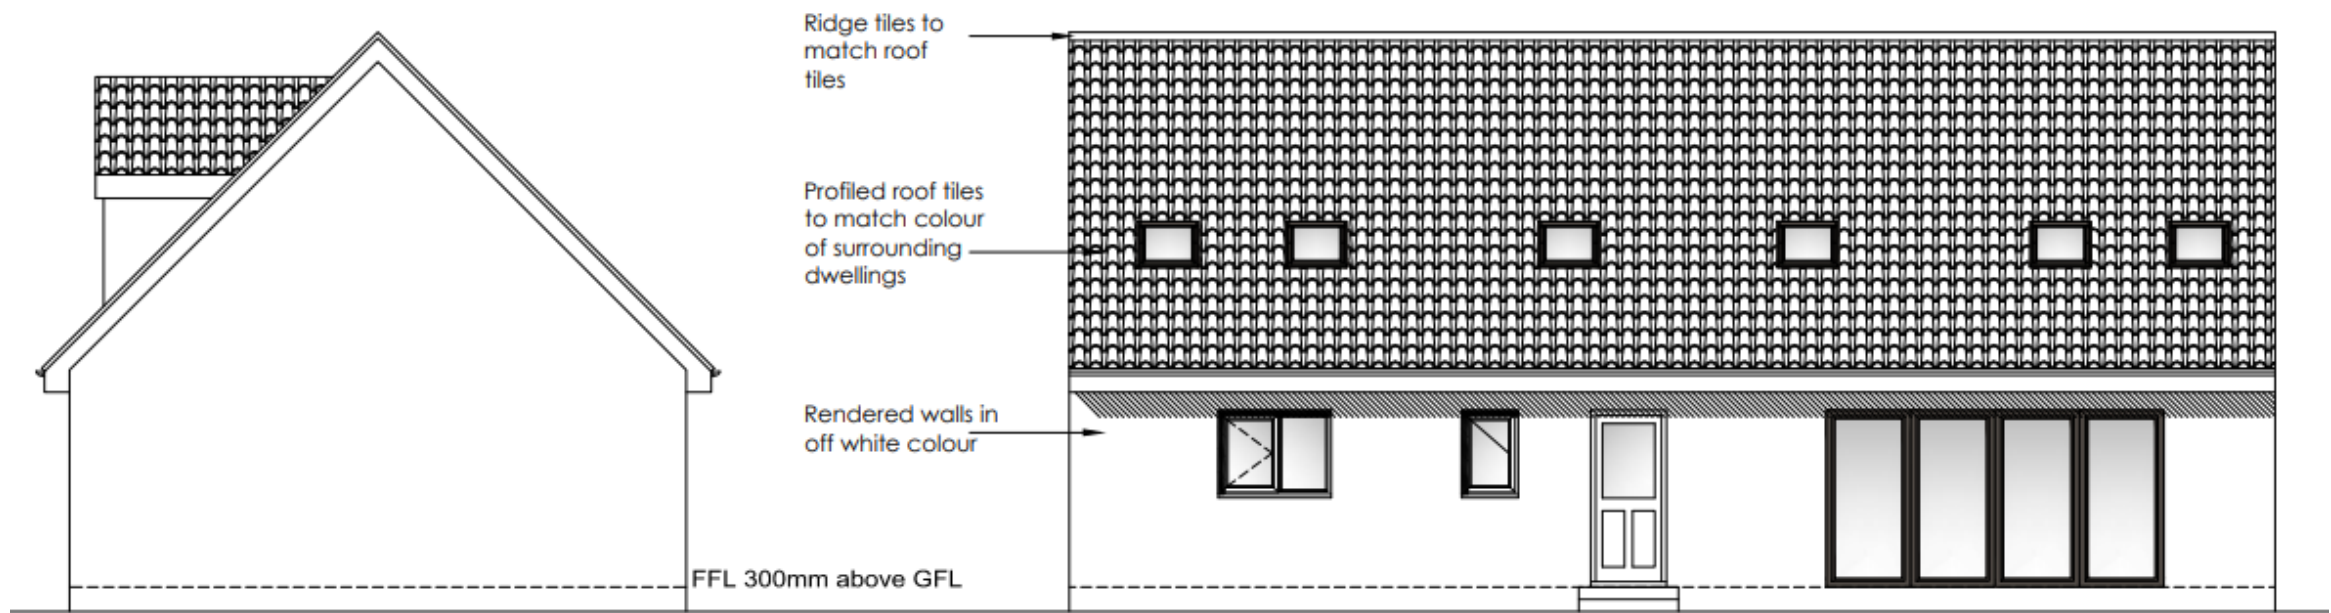 Ridge tiles to
match roof
tiles
Profiled roof tiles
to match colour
of surrounding
dwellings
Rendered walls in
off white colour
FFL 300mm above GFL